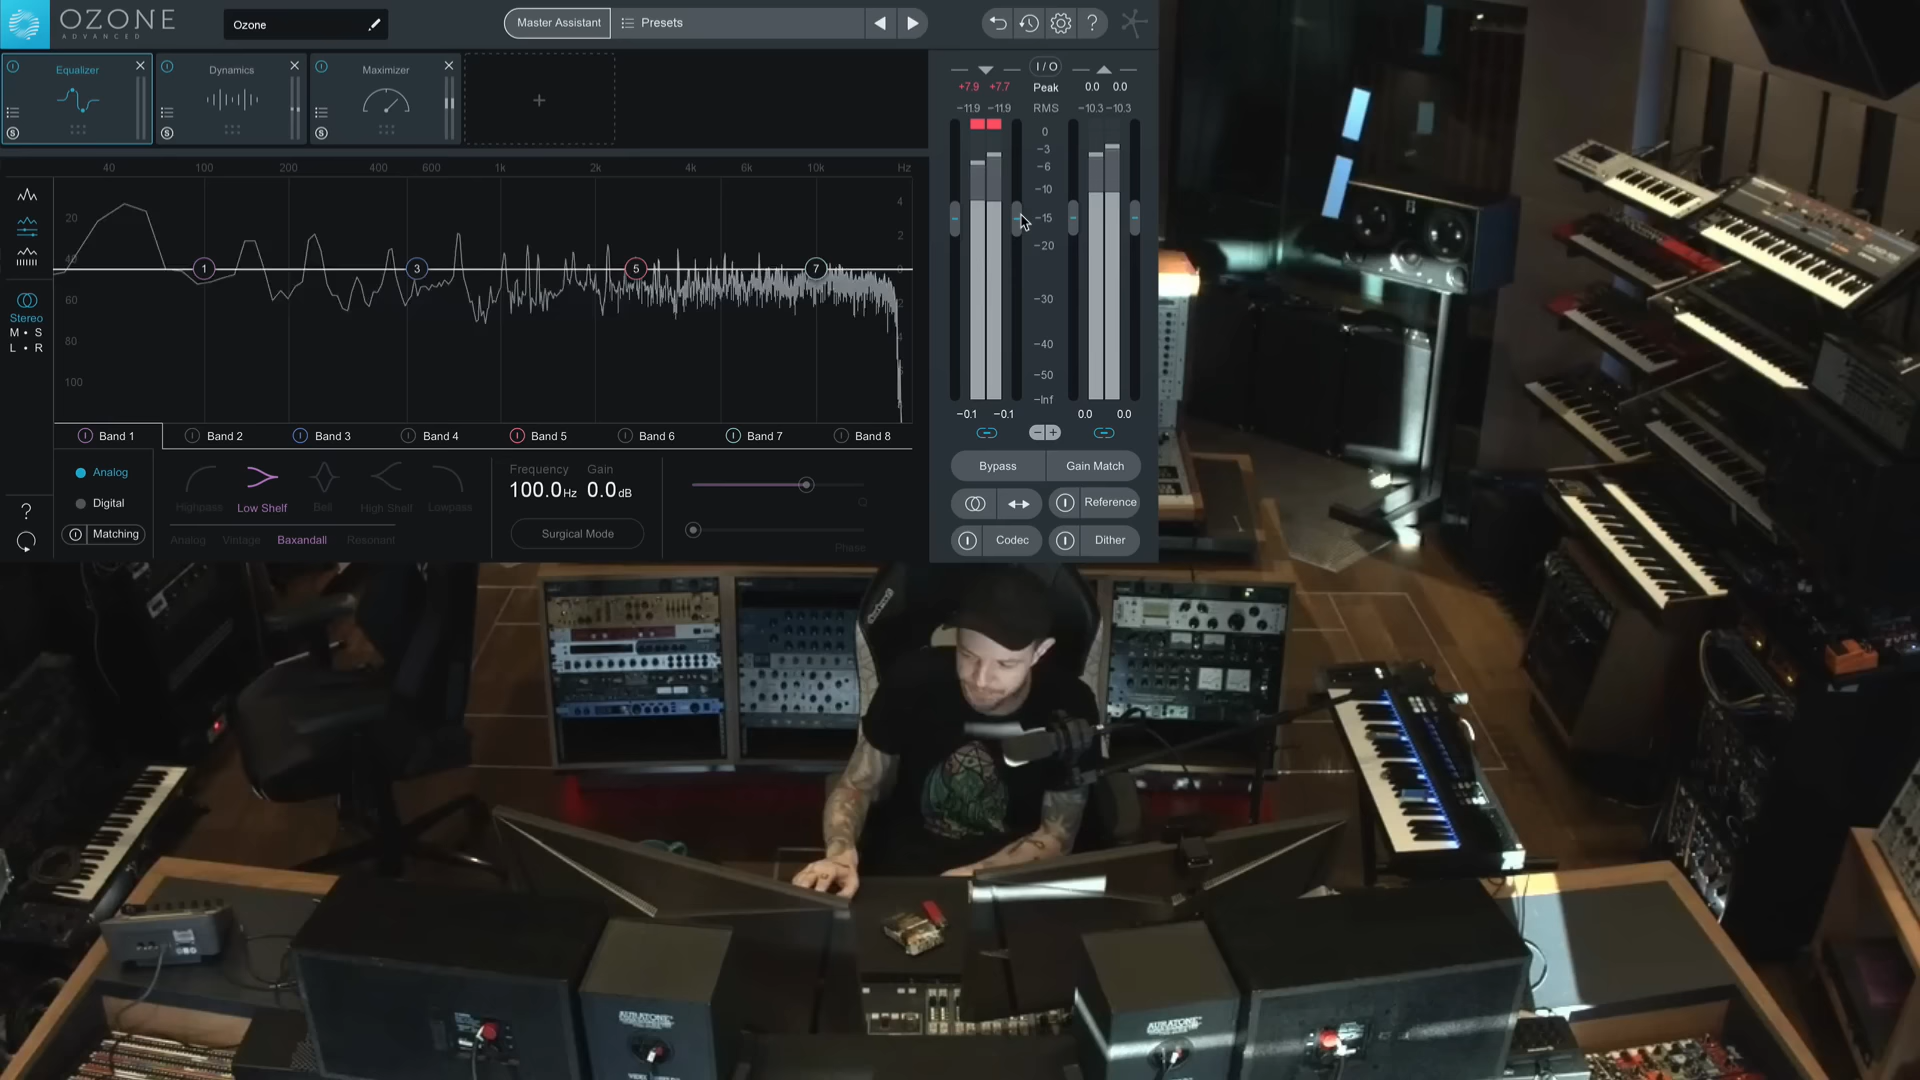 OZONE
ADVANCED
Ozone
Master Assistant
Presets
?
Equalizer
Dynamics
Maximizer
S
S
S
+
I / O
+7.9 +7.7 Peak 0.0 0.0
−11.9 −11.9 RMS −10.3 −10.3
0
−3
−6
−10
−15
−20
−30
−40
−50
−Inf
−0.1 −0.1 0.0 0.0
40 100 200 400 600 1k 2k 4k 6k 10k Hz
20
40
60
80
100
4
2
0
2
4
1 3 5 7
Stereo
M • S
L • R
Band 1 Band 2 Band 3 Band 4 Band 5 Band 6 Band 7 Band 8
Analog
Digital
Matching
?
Highpass Low Shelf Bell High Shelf Lowpass
Analog Vintage Baxandall Resonant
Frequency Gain
100.0Hz 0.0dB
Surgical Mode
Q
Phase
Bypass Gain Match
Reference
Codec Dither
AURATONE
AURATONE